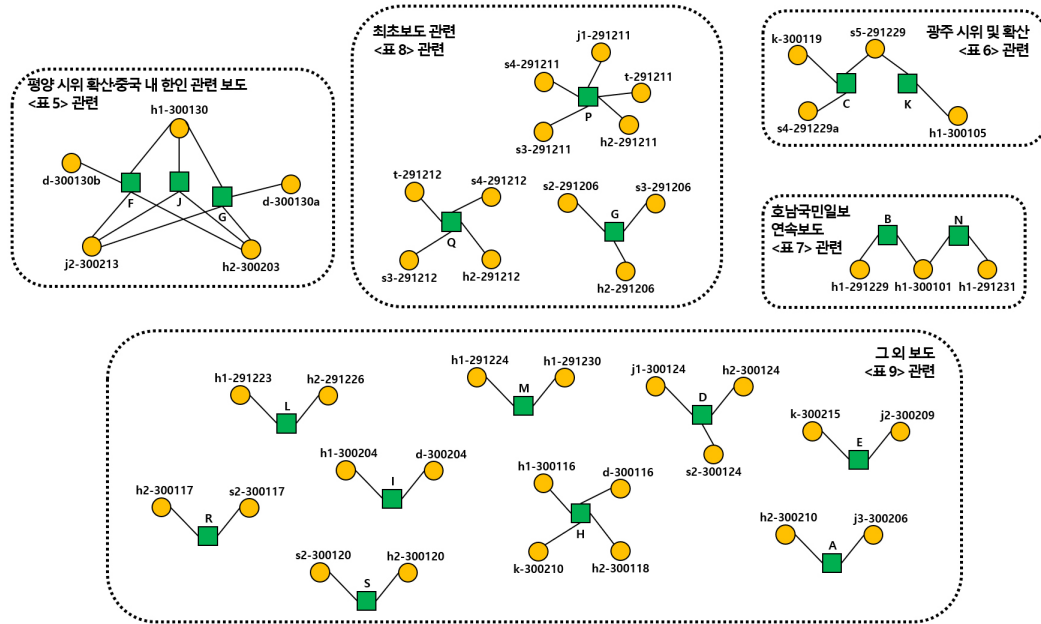 평양 시위 확산·중국 내 한인 관련 보도
<표 5> 관련
h1-300130
d-300130b
F
J
G
d-300130a
j2-300213
h2-300203
최초보도 관련
<표 8> 관련
j1-291211
s4-291211
t-291211
P
s3-291211
h2-291211
t-291212
s4-291212
Q
s3-291212
h2-291212
s2-291206
s3-291206
G
h2-291206
광주 시위 및 확산
<표 6> 관련
k-300119
s5-291229
C
K
s4-291229a
h1-300105
호남국민일보
연속보도
<표 7> 관련
B
N
h1-291229
h1-300101
h1-291231
그 외 보도
<표 9> 관련
h1-291223
h2-291226
L
h1-291224
h1-291230
M
j1-300124
h2-300124
D
s2-300124
k-300215
j2-300209
E
h1-300204
d-300204
I
h2-300117
s2-300117
R
h1-300116
d-300116
H
k-300210
h2-300118
h2-300210
j3-300206
A
s2-300120
h2-300120
S